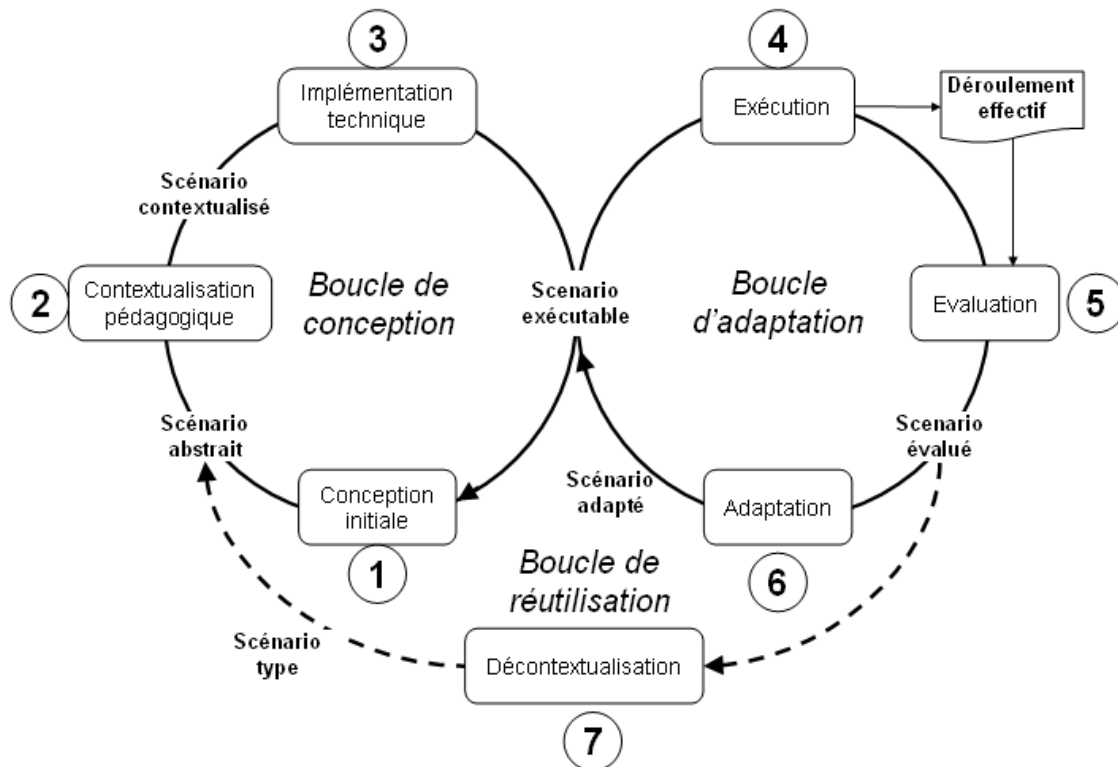 3
Implémentation
technique
4
Exécution
Déroulement
effectif
Scénario
contextualisé
2
Contextualisation
pédagogique
Boucle de
conception
Scenario
exécutable
Boucle
d'adaptation
Evaluation
5
Scénario
abstrait
Scenario
évalué
Conception
initiale
1
Scénario
adapté
Adaptation
6
Boucle de
réutilisation
Scénario
type
Décontextualisation
7